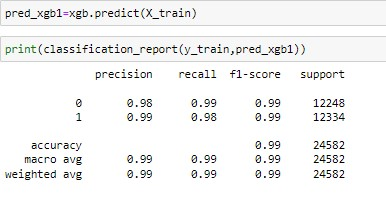 pred_xgb1=xgb.predict(X_train)
print(classification_report(y_train,pred_xgb1))
precision recall f1-score support
0 0.98 0.99 0.99 12248
1 0.99 0.98 0.99 12334
accuracy 0.99 24582
macro avg 0.99 0.99 0.99 24582
weighted avg 0.99 0.99 0.99 24582